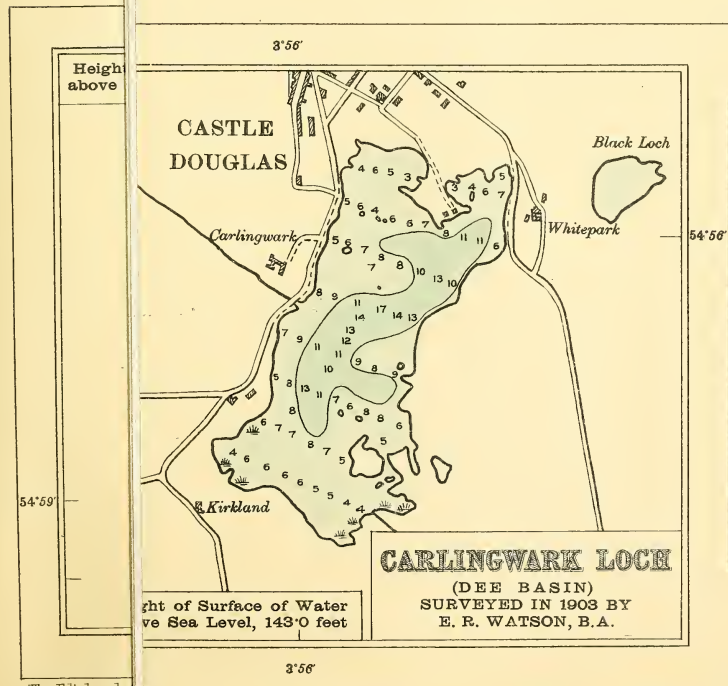 3°56′
Height
above
CASTLE
DOUGLAS
Black Loch
4 6 5 3
3 4 6 5
7
5 6 4 6 6 7 8 11 11
Carlingwark
Whitepark
54°56′
5 6 7 8 6
7 8 10 13 10
8 9 11
14 17 14 13
7 9 11 13
12
11
10 9 8 9
5 8 13 11 7
8 6 8 8
6 7 7 6
8 7 5 5
4 6 6 6 6 5 5 4 4
54°59′
Kirkland
CARLINGWARK LOCH
(DEE BASIN)
SURVEYED IN 1903 BY
E. R. WATSON, B.A.
ght of Surface of Water
ve Sea Level, 143·0 feet
3°56′